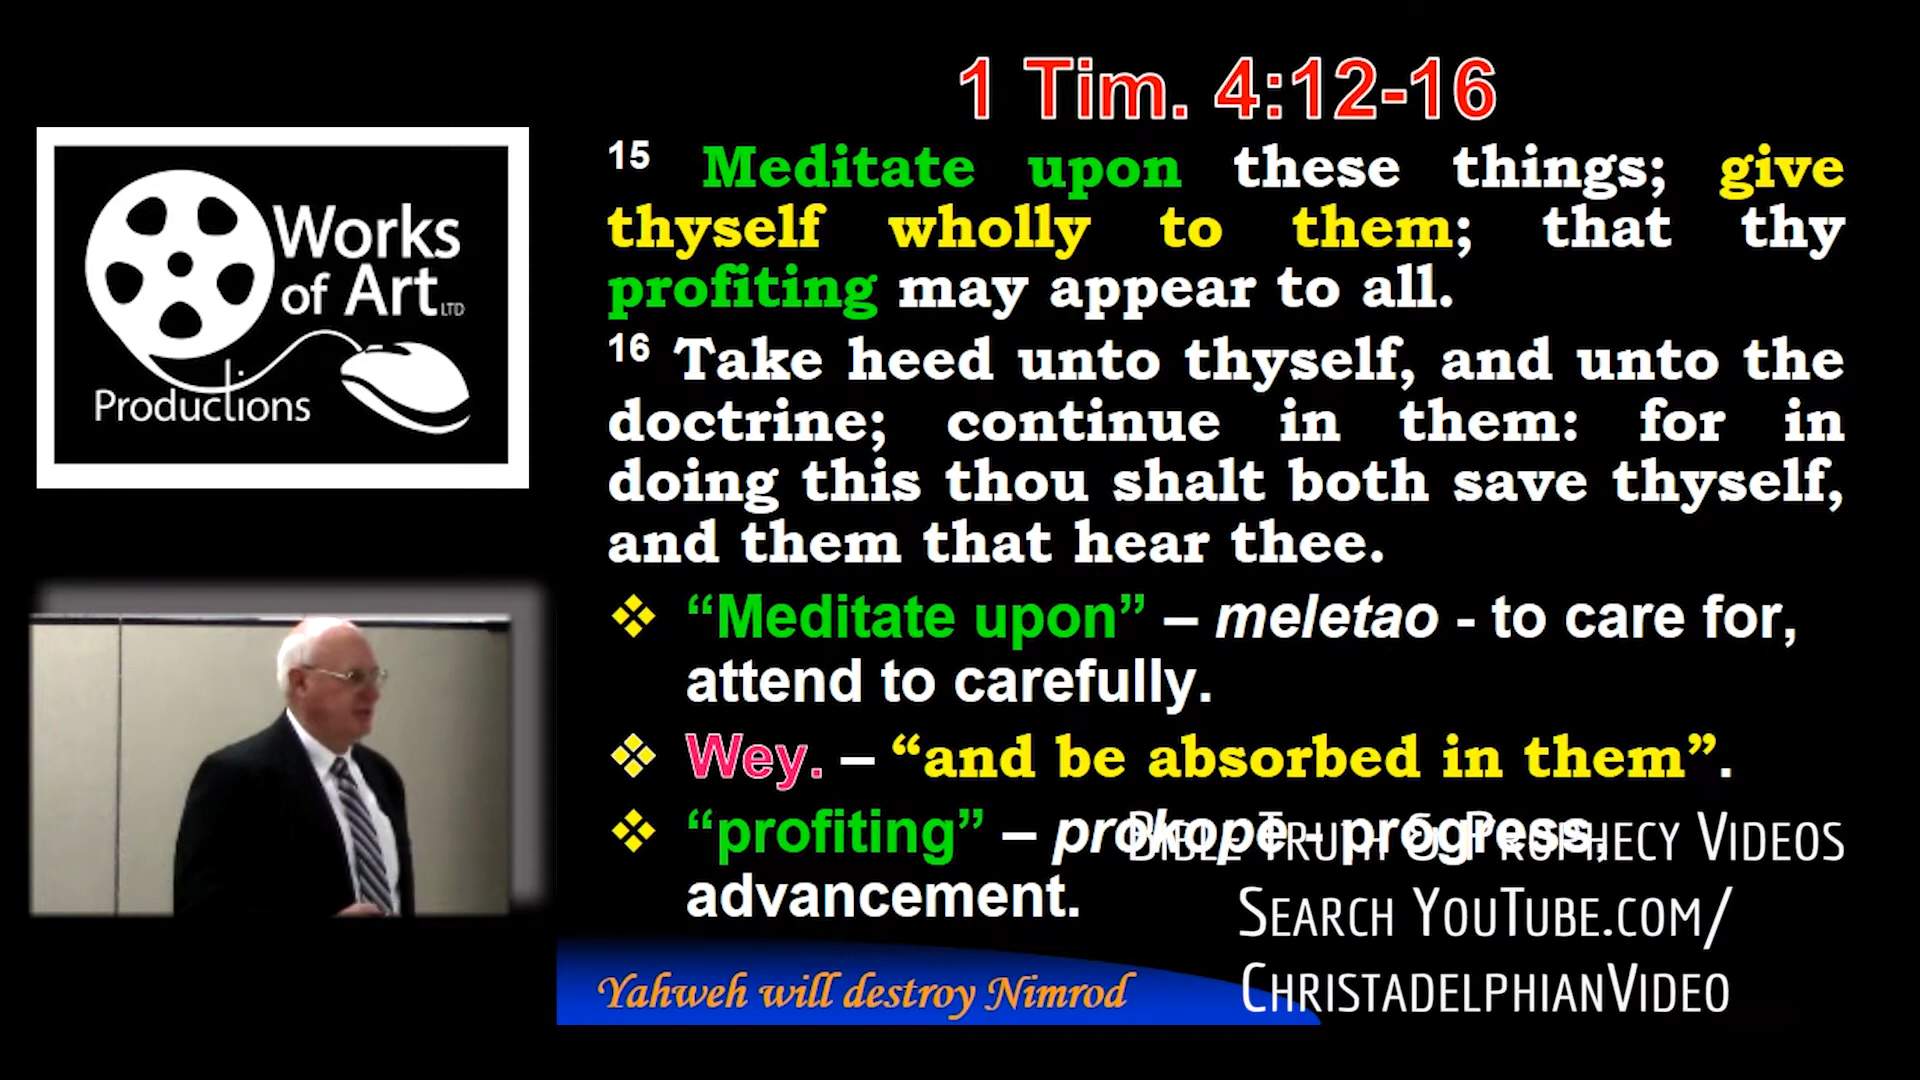 Works
of Art LTD
Productions
1 Tim. 4:12-16
15 Meditate upon these things; give
thyself wholly to them; that thy
profiting may appear to all.
16 Take heed unto thyself, and unto the
doctrine; continue in them: for in
doing this thou shalt both save thyself,
and them that hear thee.
“Meditate upon” – meletao - to care for,
attend to carefully.
Wey. – “and be absorbed in them”.
“profiting” – prokope - progress,
advancement.
Bible Truth & Prophecy Videos
Search YouTube.com/
ChristadelphianVideo
Yahweh will destroy Nimrod